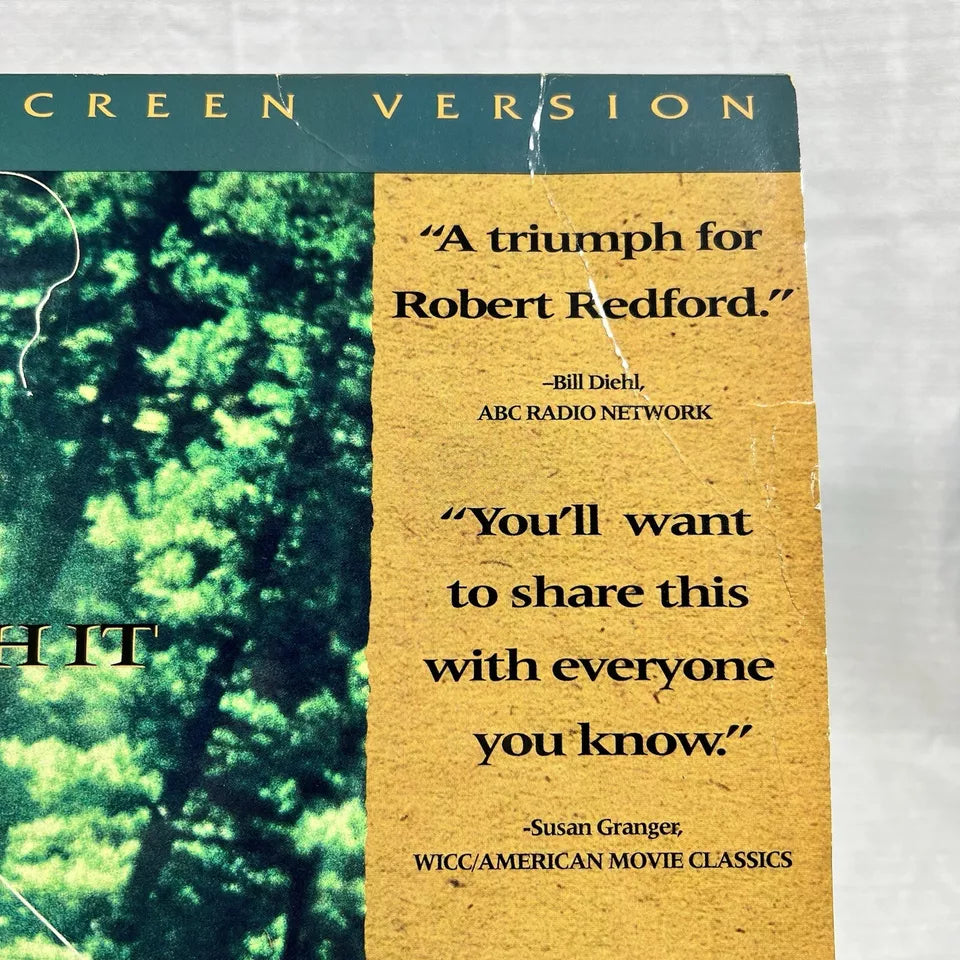 CREEN VERSION
“A triumph for
Robert Redford.”
–Bill Diehl,
ABC RADIO NETWORK
“You’ll want
to share this
with everyone
you know.”
-Susan Granger,
WICC/AMERICAN MOVIE CLASSICS
H IT